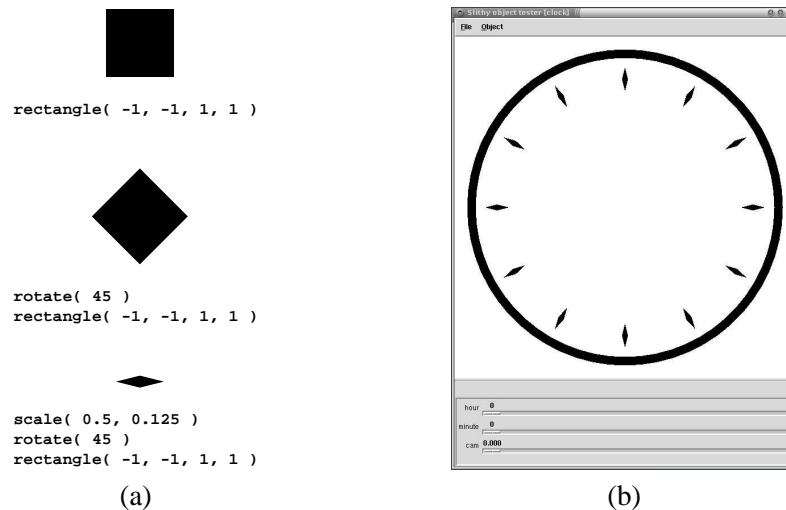 rectangle( -1, -1, 1, 1 )
rotate( 45 )
rectangle( -1, -1, 1, 1 )
scale( 0.5, 0.125 )
rotate( 45 )
rectangle( -1, -1, 1, 1 )
(a)
Slithy object tester [clock]
File Object
hour 0
minute 0
cam 0.000
(b)